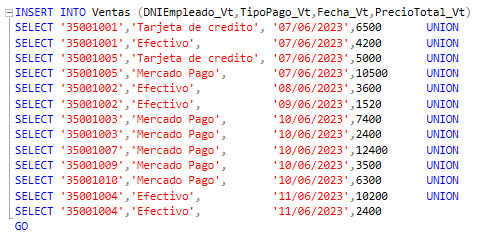 INSERT INTO Ventas (DNIEmpleado_Vt,TipoPago_Vt,Fecha_Vt,PrecioTotal_Vt)
SELECT '35001001','Tarjeta de credito', '07/06/2023',6500 UNION
SELECT '35001001','Efectivo', '07/06/2023',4200 UNION
SELECT '35001005','Tarjeta de credito', '07/06/2023',5000 UNION
SELECT '35001005','Mercado Pago', '07/06/2023',10500 UNION
SELECT '35001002','Efectivo', '08/06/2023',3600 UNION
SELECT '35001002','Efectivo', '09/06/2023',1520 UNION
SELECT '35001003','Mercado Pago', '10/06/2023',7400 UNION
SELECT '35001003','Mercado Pago', '10/06/2023',2400 UNION
SELECT '35001007','Mercado Pago', '10/06/2023',12400 UNION
SELECT '35001009','Mercado Pago', '10/06/2023',3500 UNION
SELECT '35001010','Mercado Pago', '10/06/2023',6300 UNION
SELECT '35001004','Efectivo', '11/06/2023',10200 UNION
SELECT '35001004','Efectivo', '11/06/2023',2400
GO